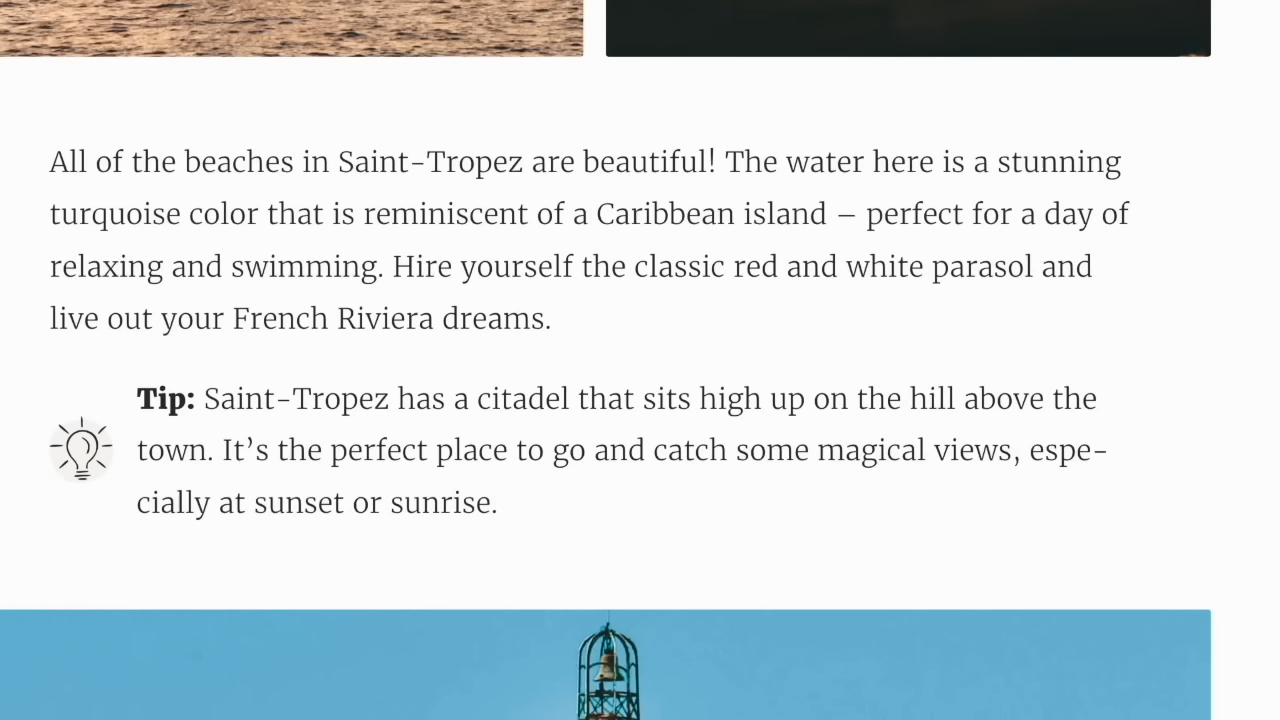 All of the beaches in Saint-Tropez are beautiful! The water here is a stunning
turquoise color that is reminiscent of a Caribbean island – perfect for a day of
relaxing and swimming. Hire yourself the classic red and white parasol and
live out your French Riviera dreams.
Tip: Saint-Tropez has a citadel that sits high up on the hill above the
town. It’s the perfect place to go and catch some magical views, espe-
cially at sunset or sunrise.